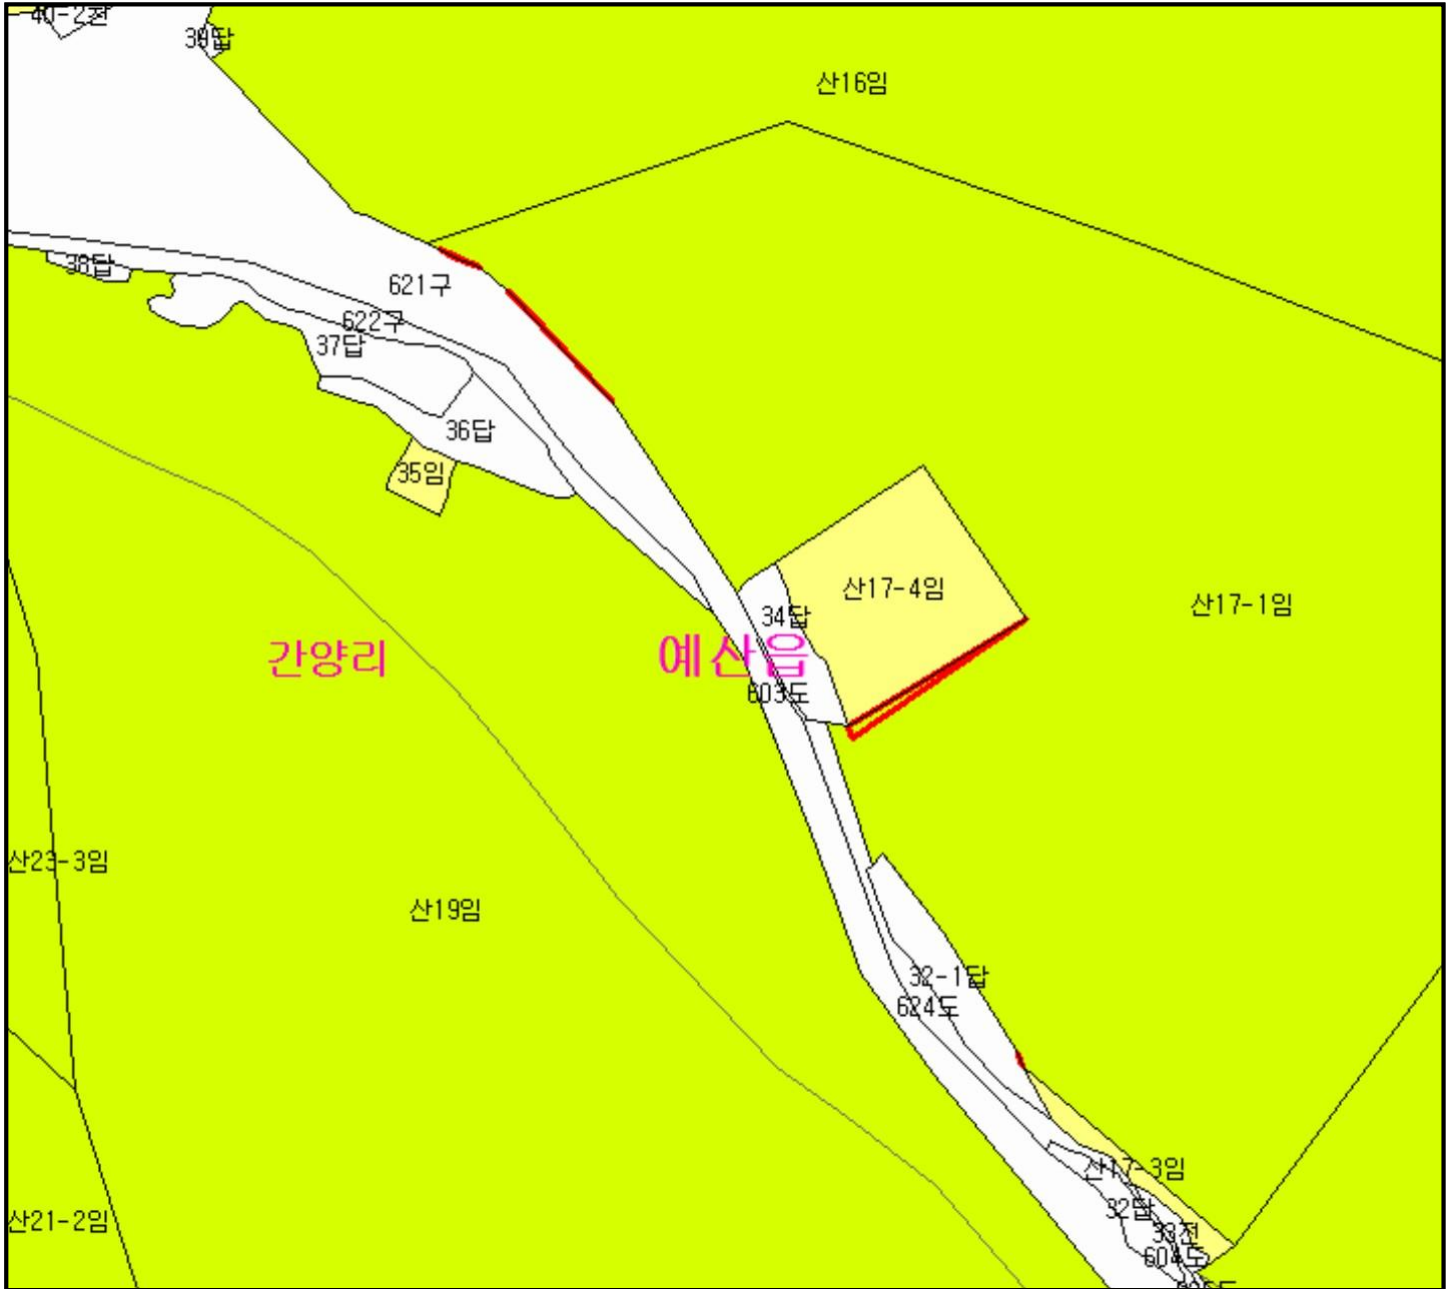 40-2전
39답
산16임
38답
621구
622구
37답
36답
35임
산17-4임
산17-1임
34답
간양리
예산읍
603도
산23-3임
산19임
32-1답
624도
산17-3임
32답
산21-2임
33전
604도